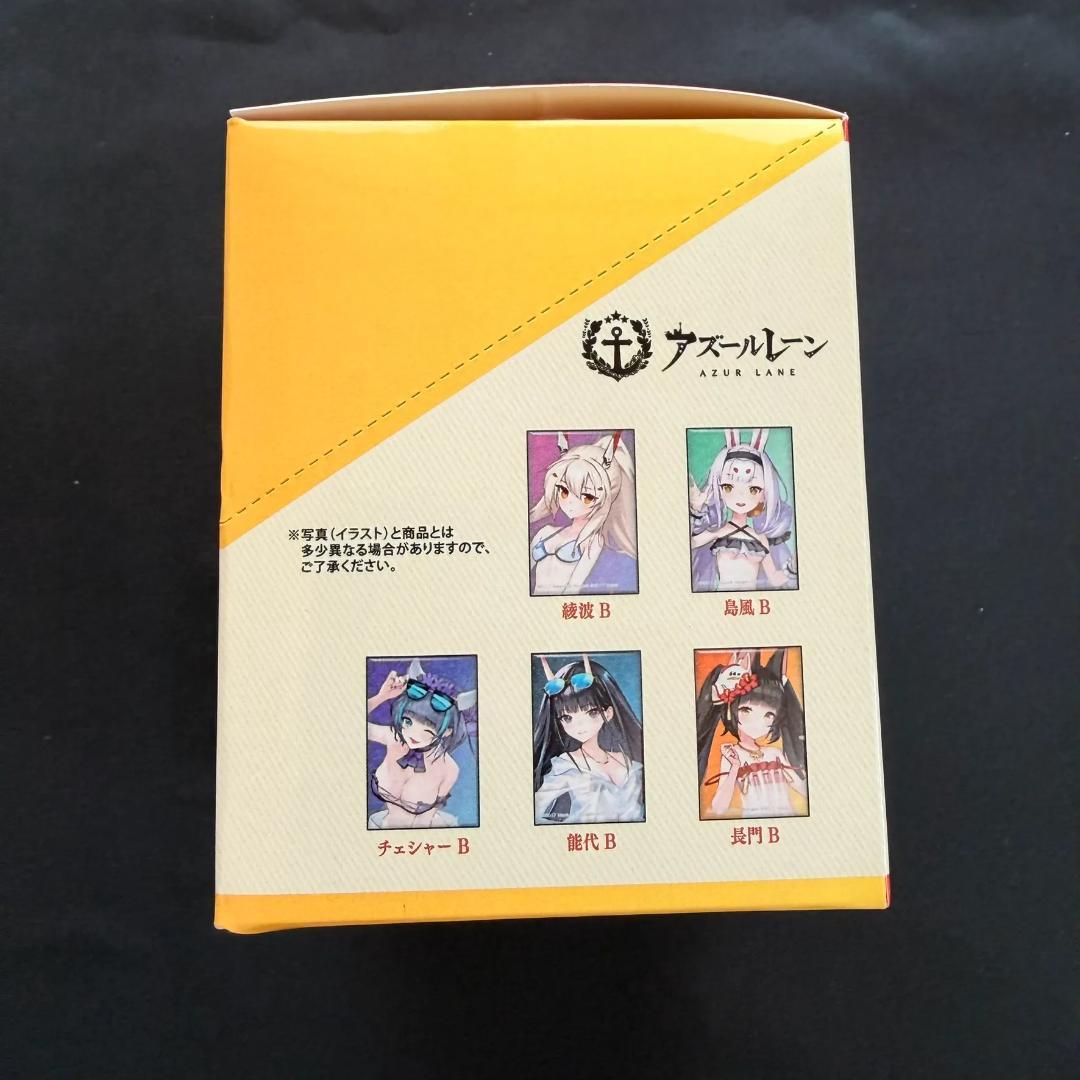 アズールレーン
AZUR LANE
※写真(イラスト)と商品とは
多少異なる場合がありますので、
ご了承ください。
綾波 B
島風 B
チェシャー B
能代 B
長門 B